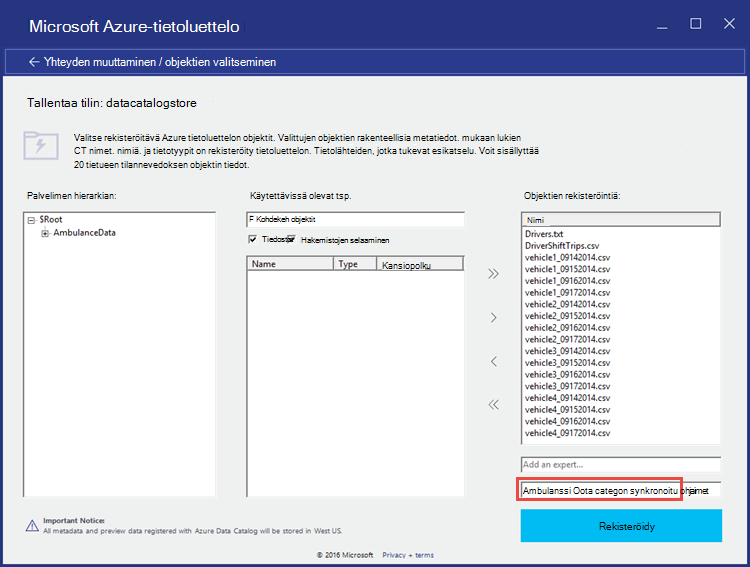 Microsoft Azure-tietoluettelo
Yhteyden muuttaminen / objektien valitseminen
Tallentaa tilin: datacatalogstore
Valitse rekisteröitävä Azure tietoluettelon objektit. Valittujen objektien rakenteellisia metatiedot. mukaan lukien
CT nimet. nimiä. ja tietotyypit on rekisteröity tietoluettelon. Tietolähteiden, jotka tukevat esikatselu. Voit sisällyttää
20 tietueen tilannevedoksen objektin tiedot.
Palvelimen hierarkian:
Käytettävissä olevat tsp.
Objektien rekisteröintiä:
$Root
AmbulanceData
F Kohdekeh objektit
Hakemistojen selaaminen
Name Type Kansiopolku
Nimi
Drivers.txt
DriverShiftTrips.csv
vehicle1_09142014.csv
vehicle1_09152014.csv
vehicle1_09162014.csv
vehicle1_09172014.csv
vehicle2_09142014.csv
vehicle2_09152014.csv
vehicle2_09162014.csv
vehicle2_09172014.csv
vehicle3_09142014.csv
vehicle3_09152014.csv
vehicle3_09162014.csv
vehicle3_09172014.csv
vehicle4_09142014.csv
vehicle4_09152014.csv
vehicle4_09162014.csv
vehicle4_09172014.csv
Add an expert...
Ambulanssi Oota categon synkronoitu
Rekisteröidy
Important Notice:
All metadata and preview data registered with Azure Data Catalog will be stored in West US.
© 2016 Microsoft Privacy + terms